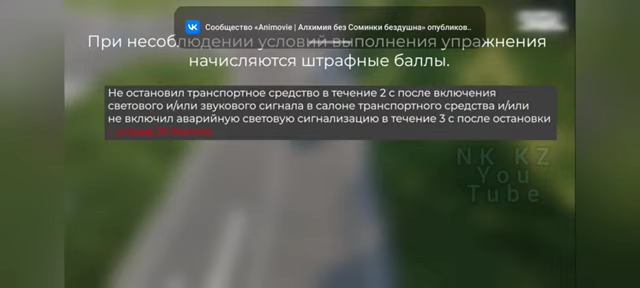 Сообщество «Animovie | Алхимия без Соминки бездушна» опубликов..
При несоблюдении условий выполнения упражнения
начисляются штрафные баллы.
Не остановил транспортное средство в течение 2 с после включения
светового и/или звукового сигнала в салоне транспортного средства и/или
не включил аварийную световую сигнализацию в течение 3 с после остановки
NK KZ
You
Tube